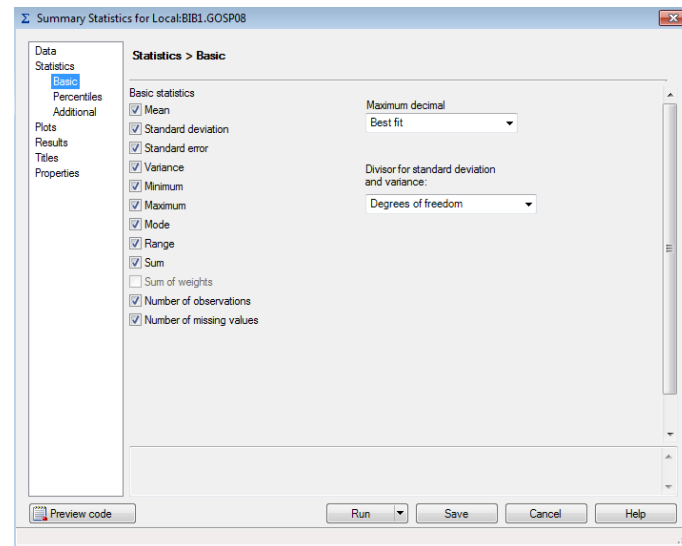 Σ Summary Statistics for Local:BIB1.GOSP08
Data
Statistics
Basic
Percentiles
Additional
Plots
Results
Titles
Properties
Statistics > Basic
Basic statistics
Mean
Standard deviation
Standard error
Variance
Minimum
Maximum
Mode
Range
Sum
Sum of weights
Number of observations
Number of missing values
Maximum decimal
Best fit
Divisor for standard deviation
and variance:
Degrees of freedom
Preview code
Run
Save
Cancel
Help